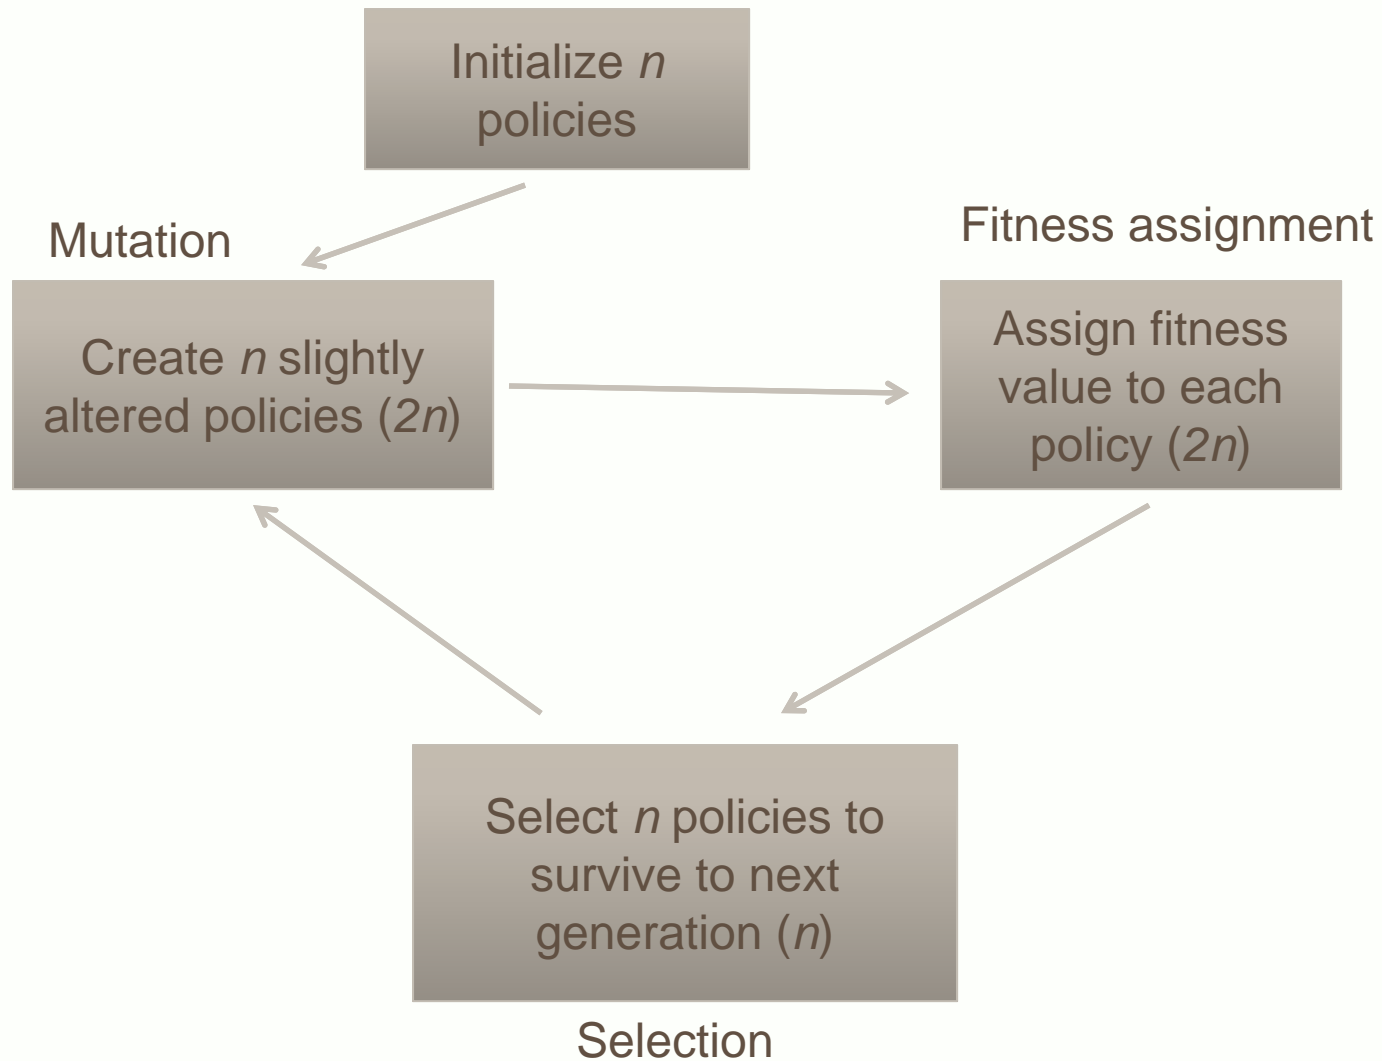 Initialize n
policies
Mutation
Create n slightly
altered policies (2n)
Fitness assignment
Assign fitness
value to each
policy (2n)
Select n policies to
survive to next
generation (n)
Selection